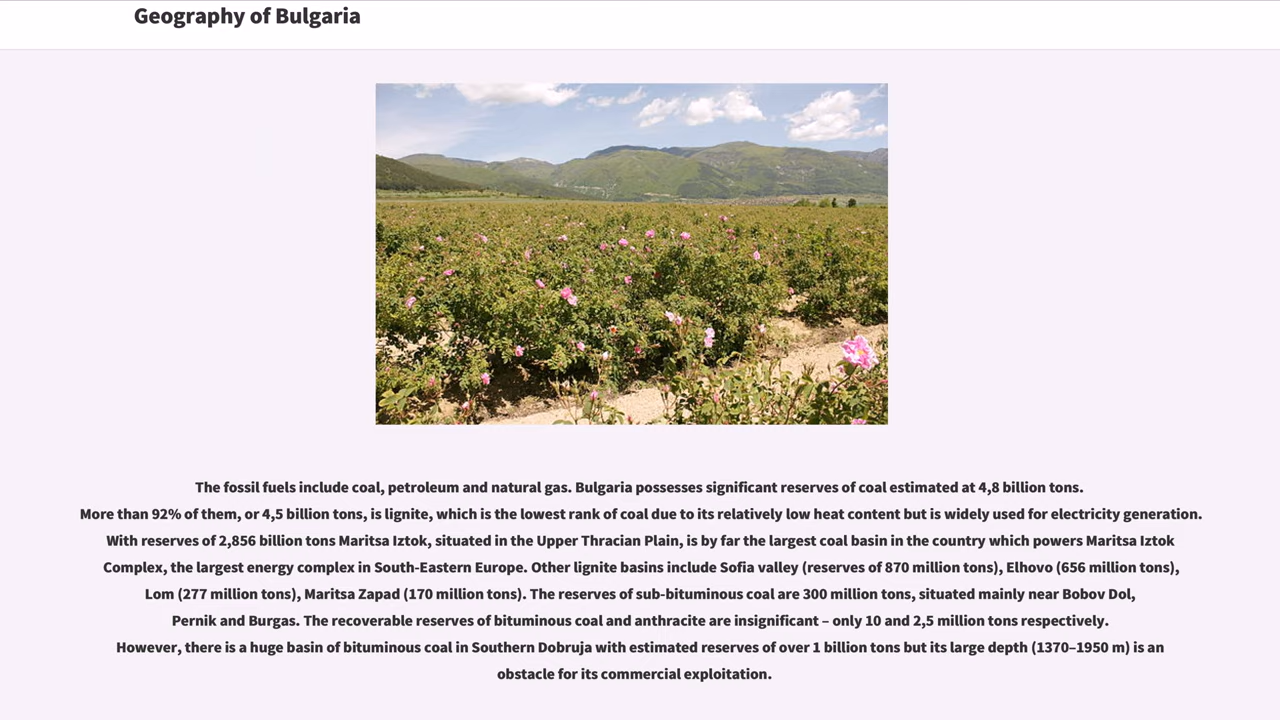 Geography of Bulgaria
The fossil fuels include coal, petroleum and natural gas. Bulgaria possesses significant reserves of coal estimated at 4,8 billion tons.
More than 92% of them, or 4,5 billion tons, is lignite, which is the lowest rank of coal due to its relatively low heat content but is widely used for electricity generation.
With reserves of 2,856 billion tons Maritsa Iztok, situated in the Upper Thracian Plain, is by far the largest coal basin in the country which powers Maritsa Iztok
Complex, the largest energy complex in South-Eastern Europe. Other lignite basins include Sofia valley (reserves of 870 million tons), Elhovo (656 million tons),
Lom (277 million tons), Maritsa Zapad (170 million tons). The reserves of sub-bituminous coal are 300 million tons, situated mainly near Bobov Dol,
Pernik and Burgas. The recoverable reserves of bituminous coal and anthracite are insignificant – only 10 and 2,5 million tons respectively.
However, there is a huge basin of bituminous coal in Southern Dobruja with estimated reserves of over 1 billion tons but its large depth (1370–1950 m) is an
obstacle for its commercial exploitation.